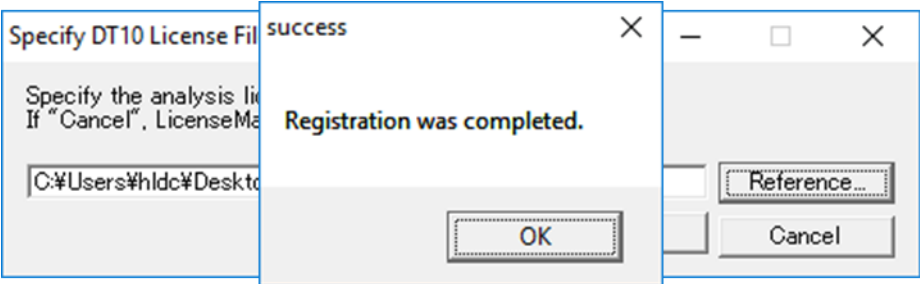 Specify DT10 License Fil
success
Specify the analysis li
If "Cancel", LicenseMa
Registration was completed.
C:¥Users¥hldc¥Deskto
Reference...
OK
Cancel